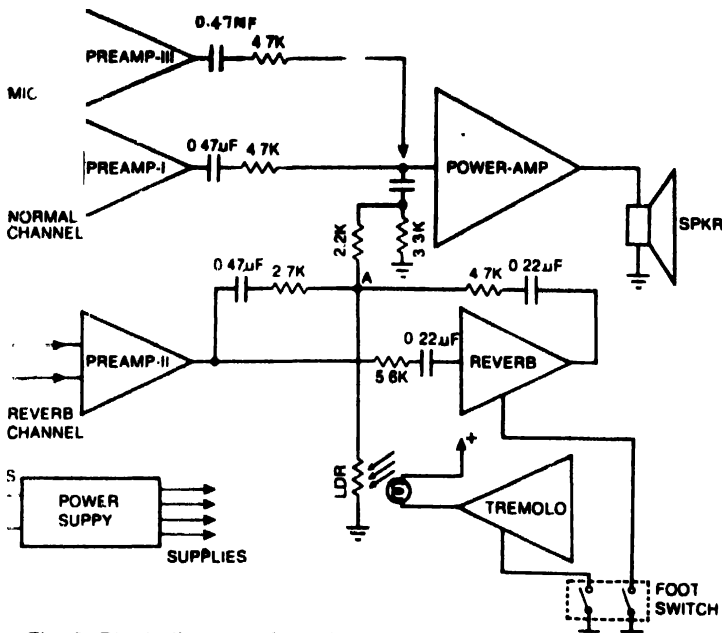 0.47MF
4 7K
PREAMP-III
MIC
0 47µF
4 7K
PREAMP-I
POWER-AMP
SPKR
NORMAL
CHANNEL
2.2K
3.3K
0 47µF
2 7K
A
4 7K
0 22µF
PREAMP-II
5 6K
0 22µF
REVERB
REVERB
CHANNEL
LDR
+
TREMOLO
S
POWER
SUPPY
SUPPLIES
FOOT
SWITCH